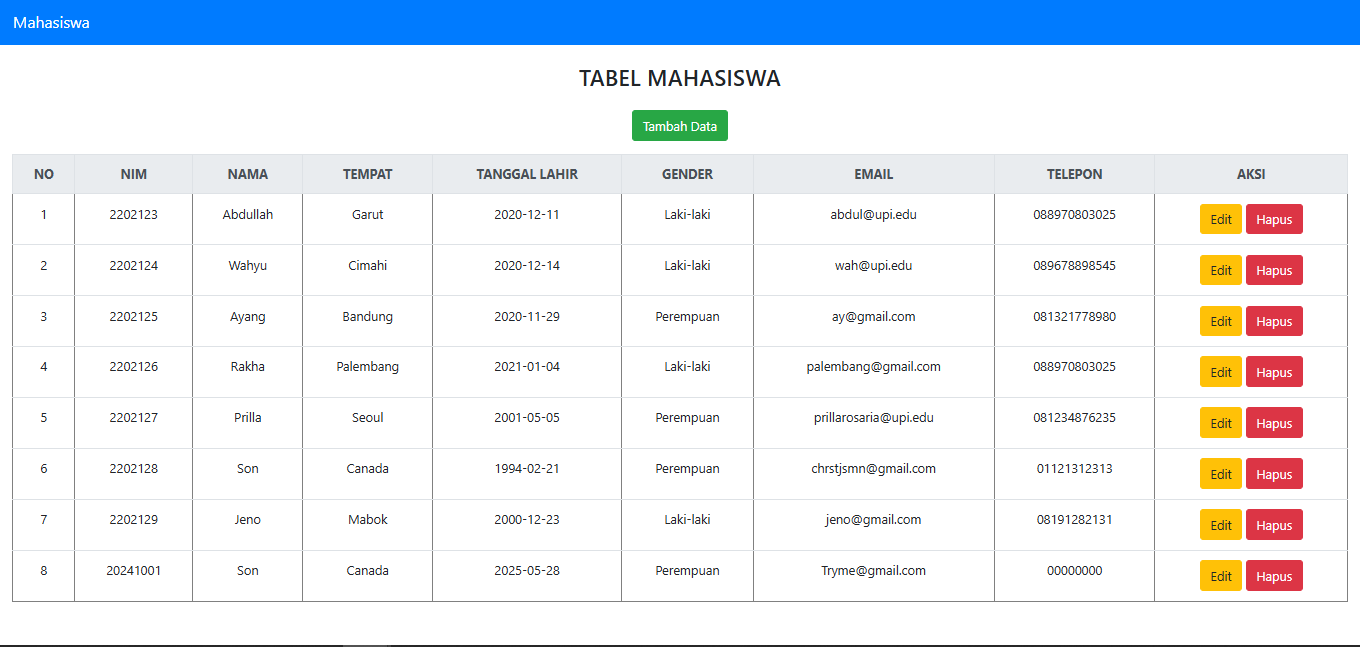 Mahasiswa
TABEL MAHASISWA
Tambah Data
NO NIM NAMA TEMPAT TANGGAL LAHIR GENDER EMAIL TELEPON AKSI
1 2202123 Abdullah Garut 2020-12-11 Laki-laki abdul@upi.edu 088970803025 Edit Hapus
2 2202124 Wahyu Cimahi 2020-12-14 Laki-laki wah@upi.edu 089678898545 Edit Hapus
3 2202125 Ayang Bandung 2020-11-29 Perempuan ay@gmail.com 081321778980 Edit Hapus
4 2202126 Rakha Palembang 2021-01-04 Laki-laki palembang@gmail.com 088970803025 Edit Hapus
5 2202127 Prilla Seoul 2001-05-05 Perempuan prillarosaria@upi.edu 081234876235 Edit Hapus
6 2202128 Son Canada 1994-02-21 Perempuan chrstjsmn@gmail.com 01121312313 Edit Hapus
7 2202129 Jeno Mabok 2000-12-23 Laki-laki jeno@gmail.com 08191282131 Edit Hapus
8 20241001 Son Canada 2025-05-28 Perempuan Tryme@gmail.com 00000000 Edit Hapus